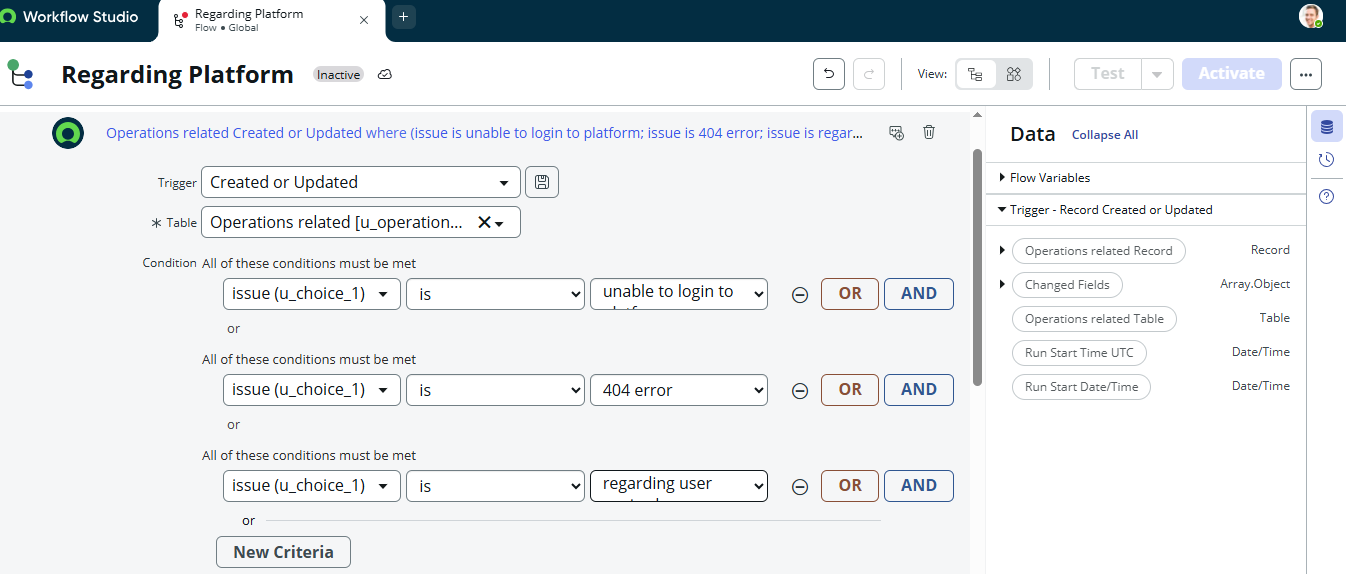 Workflow Studio
Regarding Platform
Flow • Global
Regarding Platform
Inactive
View:
Test
Activate
Operations related Created or Updated where (issue is unable to login to platform; issue is 404 error; issue is regar...
Trigger
Created or Updated
* Table
Operations related [u_operation...
Condition
All of these conditions must be met
issue (u_choice_1)
is
unable to login to
OR
AND
or
All of these conditions must be met
issue (u_choice_1)
is
404 error
OR
AND
or
All of these conditions must be met
issue (u_choice_1)
is
regarding user
OR
AND
or
New Criteria
Data
Collapse All
Flow Variables
Trigger - Record Created or Updated
Operations related Record
Record
Changed Fields
Array.Object
Operations related Table
Table
Run Start Time UTC
Date/Time
Run Start Date/Time
Date/Time